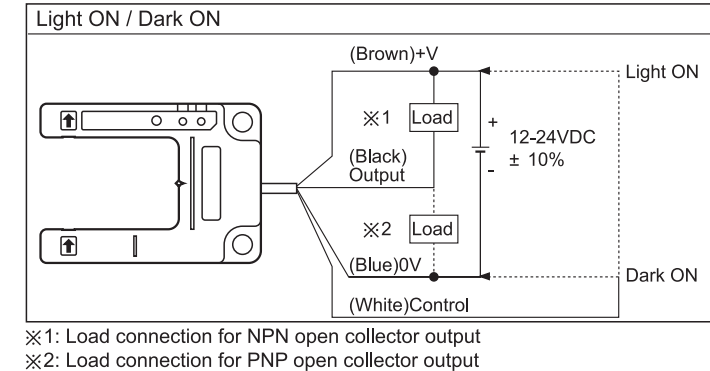 Light ON / Dark ON
(Brown)+V
Light ON
※1 Load
+
12-24VDC
± 10%
-
(Black)
Output
※2 Load
(Blue)0V
Dark ON
(White)Control
※1: Load connection for NPN open collector output
※2: Load connection for PNP open collector output